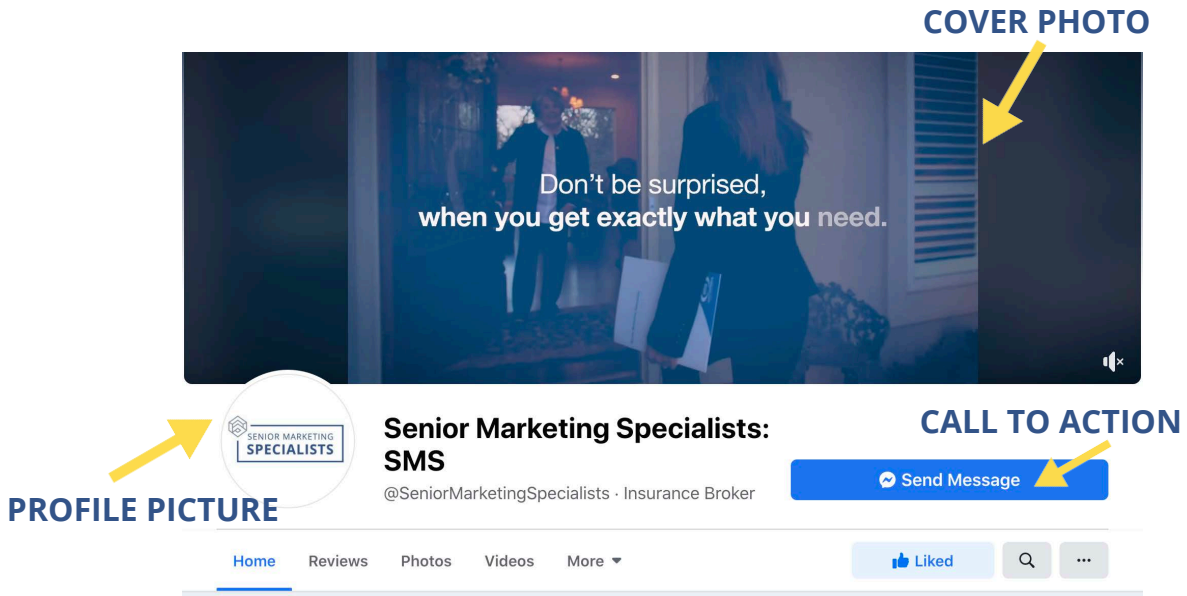 COVER PHOTO
Don't be surprised,
when you get exactly what you need.
SENIOR MARKETING
SPECIALISTS
Senior Marketing Specialists:
SMS
@SeniorMarketingSpecialists · Insurance Broker
CALL TO ACTION
Send Message
PROFILE PICTURE
Home Reviews Photos Videos More
Liked